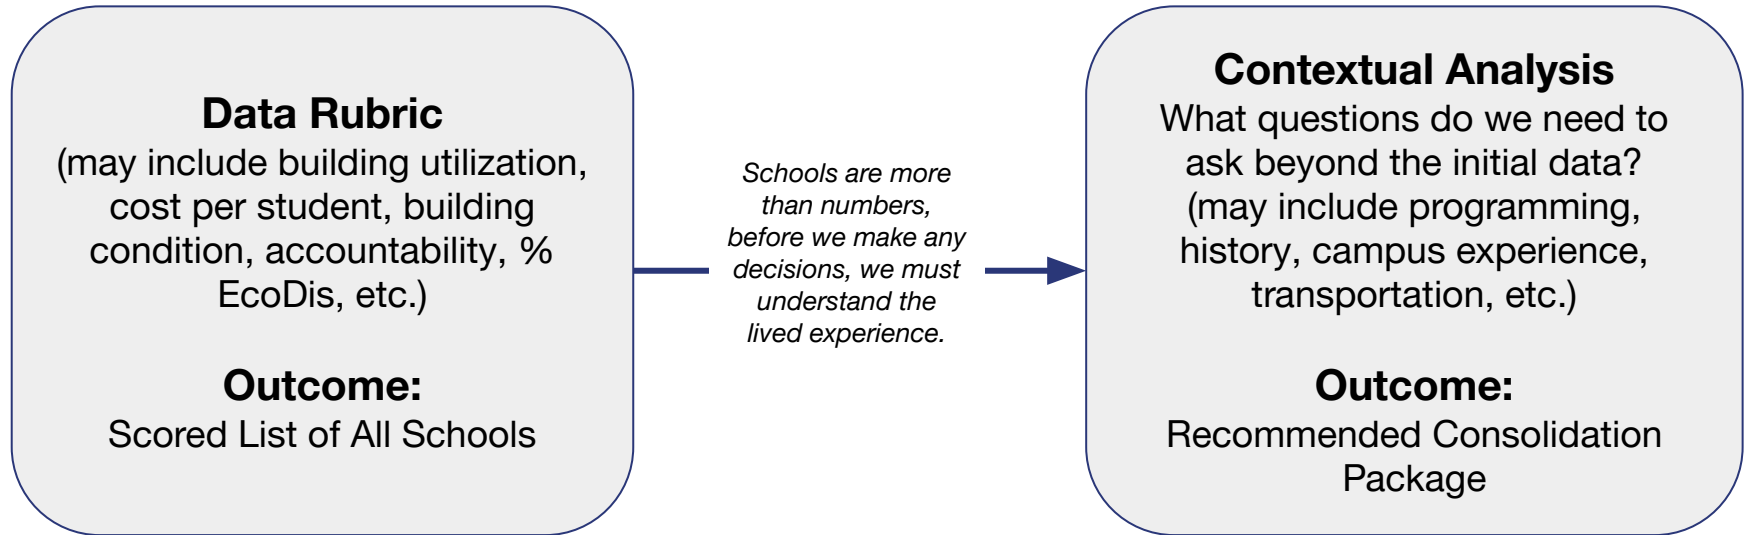 Data Rubric
(may include building utilization,
cost per student, building
condition, accountability, %
EcoDis, etc.)
Outcome:
Scored List of All Schools
Schools are more
than numbers,
before we make any
decisions, we must
understand the
lived experience.
Contextual Analysis
What questions do we need to
ask beyond the initial data?
(may include programming,
history, campus experience,
transportation, etc.)
Outcome:
Recommended Consolidation
Package